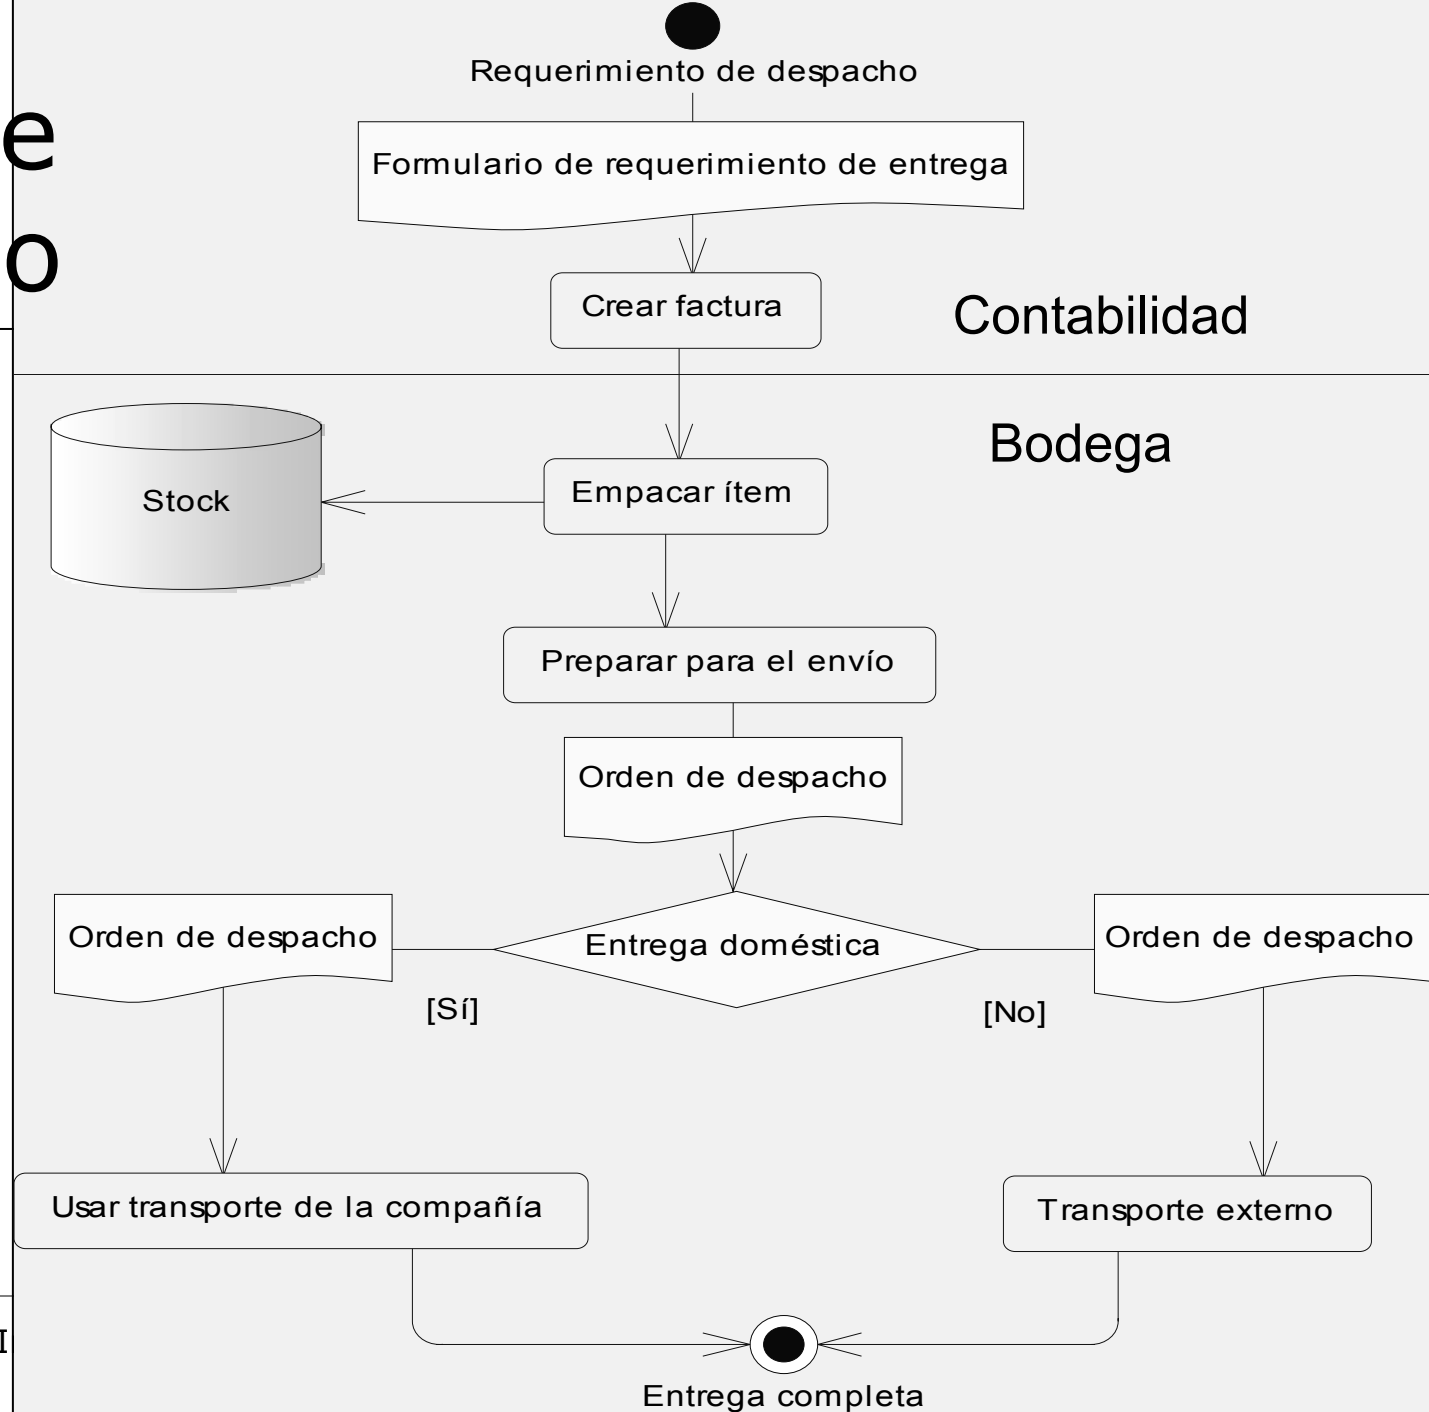 Requerimiento de despacho
e
Formulario de requerimiento de entrega
o
Crear factura
Contabilidad
Bodega
Stock
Empacar ítem
Preparar para el envío
Orden de despacho
Orden de despacho
Entrega doméstica
Orden de despacho
[Sí]
[No]
Usar transporte de la compañía
Transporte externo
I
Entrega completa